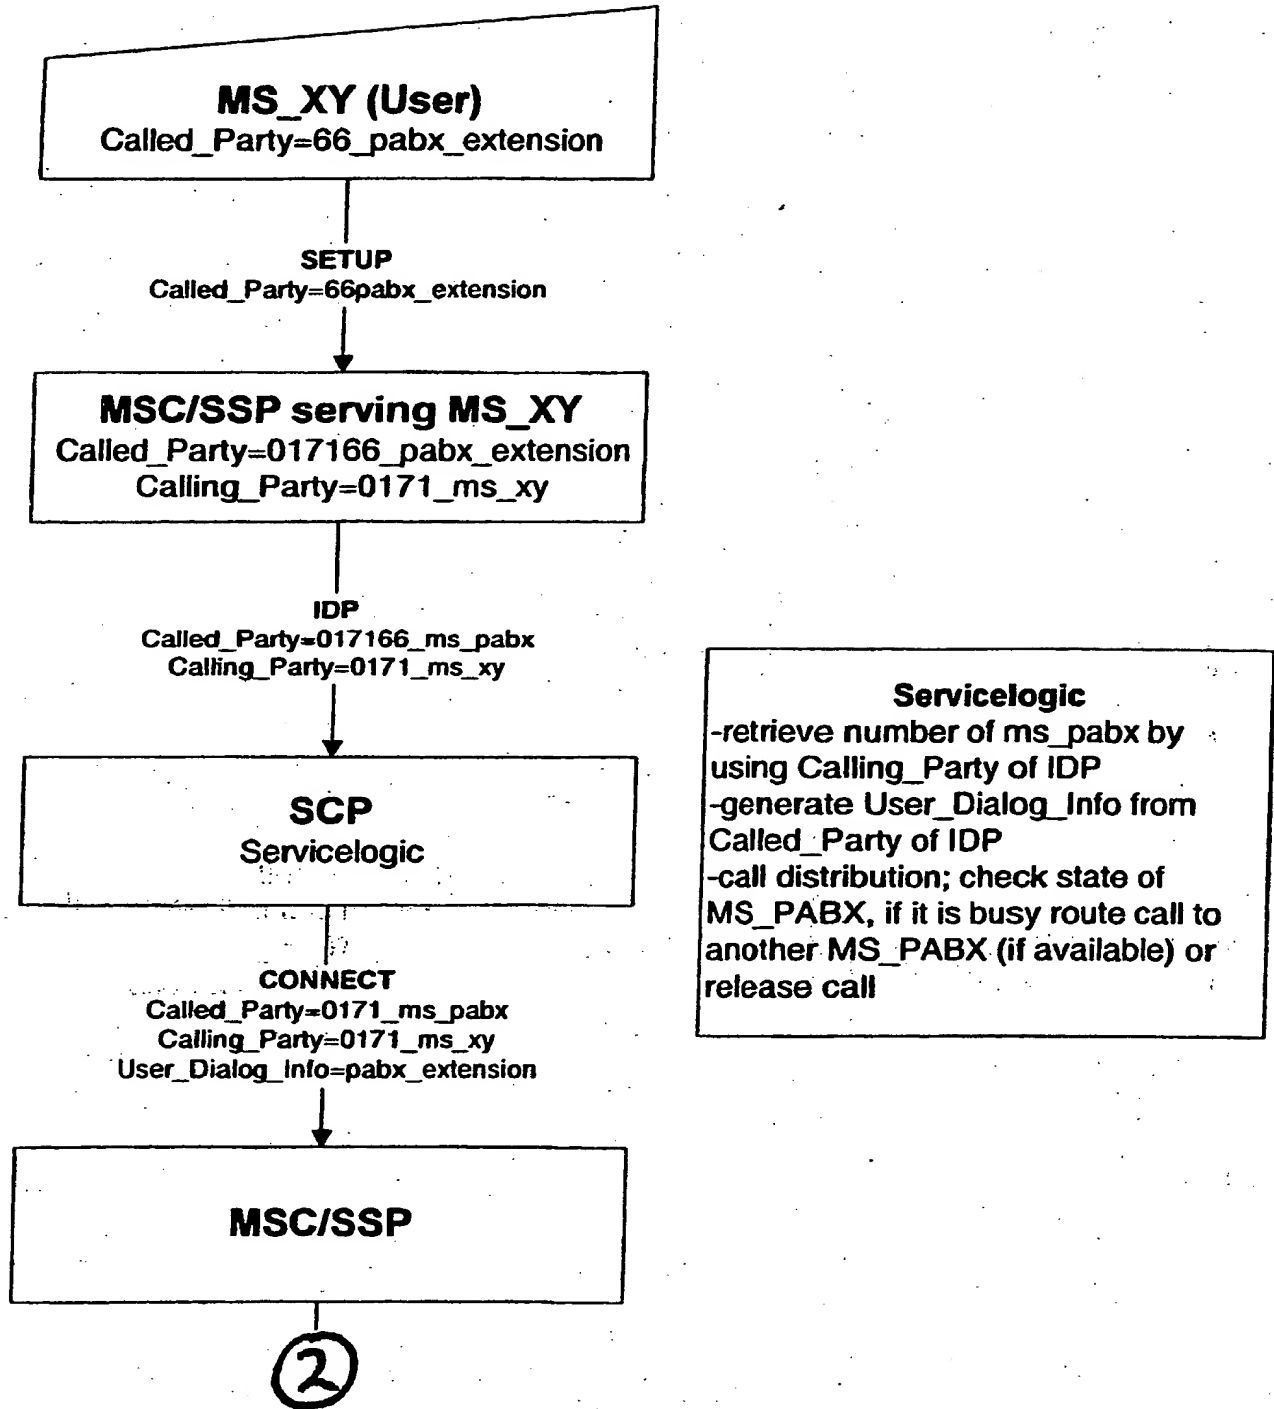 MS_XY (User)
Called_Party=66_pabx_extension
SETUP
Called_Party=66pabx_extension
MSC/SSP serving MS_XY
Called_Party=017166_pabx_extension
Calling_Party=0171_ms_xy
IDP
Called_Party=017166_ms_pabx
Calling_Party=0171_ms_xy
SCP
Servicelogic
CONNECT
Called_Party=0171_ms_pabx
Calling_Party=0171_ms_xy
User_Dialog_Info=pabx_extension
MSC/SSP
2
Servicelogic
-retrieve number of ms_pabx by
using Calling_Party of IDP
-generate User_Dialog_Info from
Called_Party of IDP
-call distribution; check state of
MS_PABX, if it is busy route call to
another MS_PABX (if available) or
release call